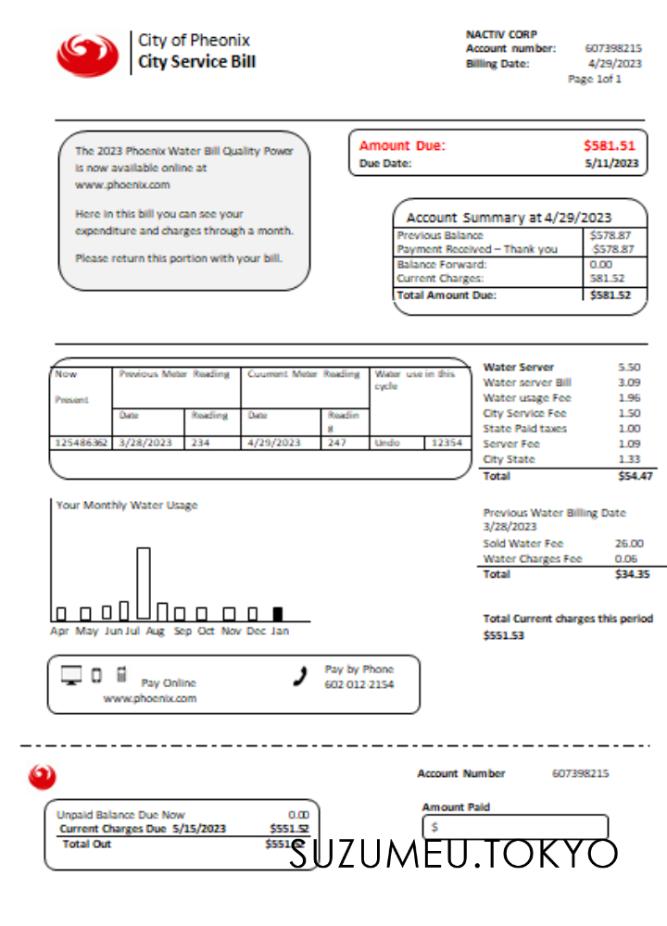 City of Pheonix
City Service Bill
NACTIV CORP
Account number: 607398215
Billing Date: 4/29/2023
Page 1of 1
The 2023 Phoenix Water Bill Quality Power
is now available online at
www.phoenix.com
Here in this bill you can see your
expenditure and charges through a month.
Please return this portion with your bill.
Amount Due: $581.51
Due Date: 5/11/2023
Account Summary at 4/29/2023
Previous Balance $578.87
Payment Received – Thank you $578.87
Balance Forward: 0.00
Current Charges: 581.52
Total Amount Due: $581.52
Now Previous Meter Reading Cuument Meter Reading Water use in this
cycle
Present
Date Reading Date Readin
g
125486362 3/28/2023 234 4/29/2023 247 Undo 12354
Water Server 5.50
Water server Bill 3.09
Water usage Fee 1.96
City Service Fee 1.50
State Paid taxes 1.00
Server Fee 1.09
City State 1.33
Total $54.47
Your Monthly Water Usage
Apr May Jun Jul Aug Sep Oct Nov Dec Jan
Previous Water Billing Date
3/28/2023
Sold Water Fee 26.00
Water Charges Fee 0.06
Total $34.35
Total Current charges this period
$551.53
Pay Online
www.phoenix.com
Pay by Phone
602-012-2154
Account Number 607398215
Unpaid Balance Due Now 0.00
Current Charges Due 5/15/2023 $551.52
Total Out $551.52
Amount Paid
$
SUZUMEU.TOKYO